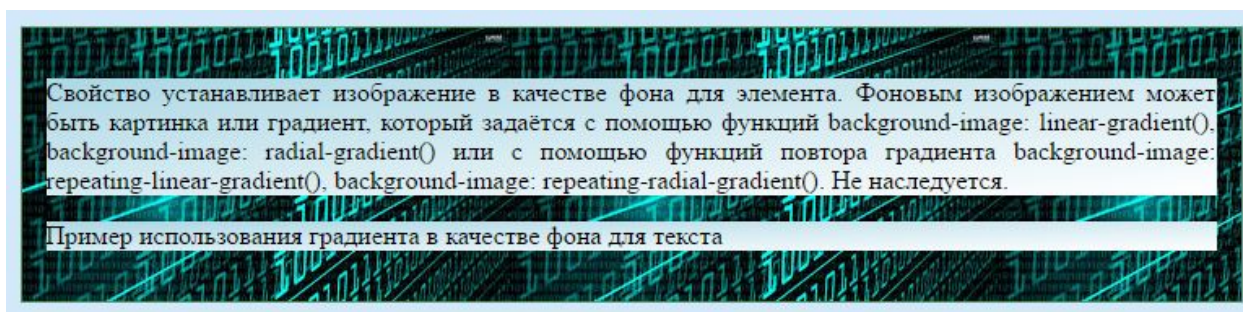 Свойство устанавливает изображение в качестве фона для элемента. Фоновым изображением может
быть картинка или градиент, который задаётся с помощью функций background-image: linear-gradient(),
background-image: radial-gradient() или с помощью функций повтора градиента background-image:
repeating-linear-gradient(), background-image: repeating-radial-gradient(). Не наследуется.
Пример использования градиента в качестве фона для текста